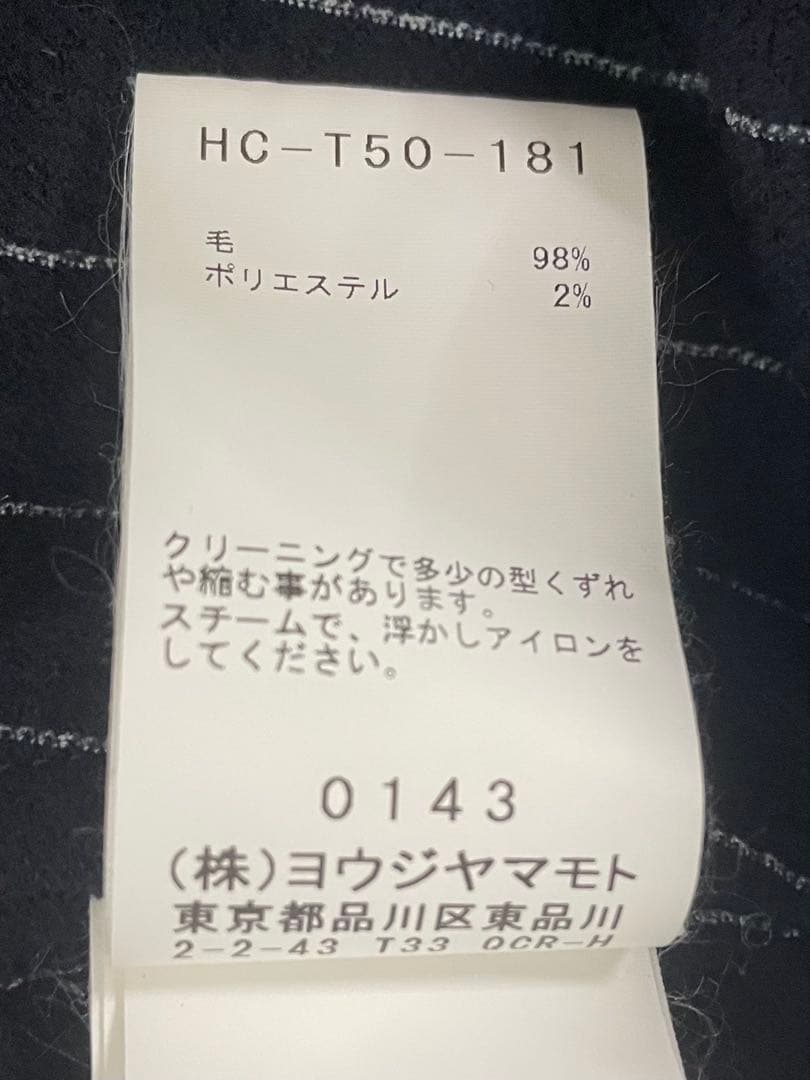 HC-T50-181
毛 98%
ポリエステル 2%
クリーニングで多少の型くずれ
や縮む事があります。
スチームで、浮かしアイロンを
してください。
0143
(株)ヨウジヤマモト
東京都品川区東品川
2-2-43 T33 OCR-H